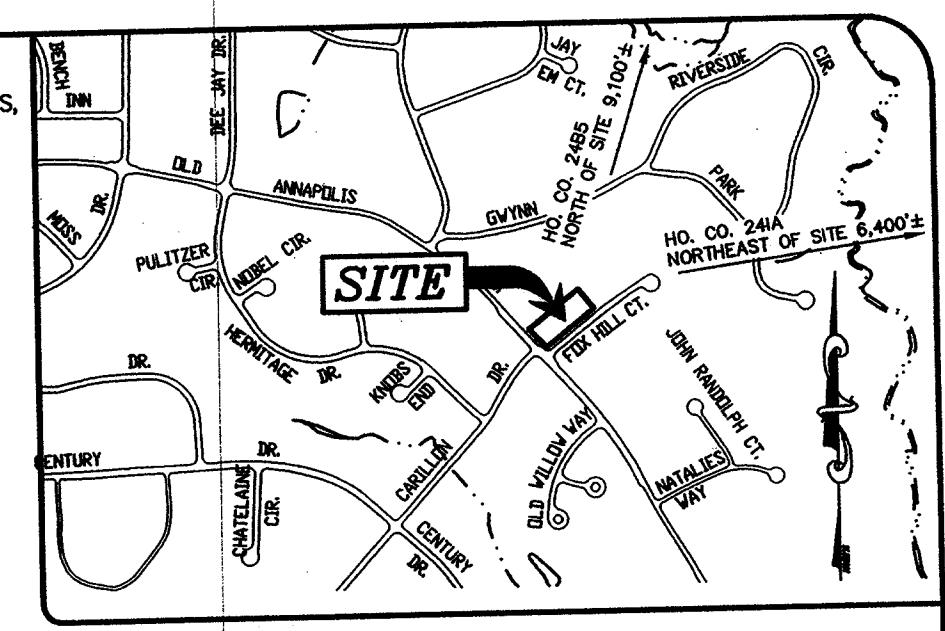 S,
BENCH
INN
DEE JAY DR.
JAY
EM CT.
HO. CO. 24B5
NORTH OF SITE 9,100'±
RIVERSIDE
CIR.
OLD
ANNAPOLIS
GWYNN
PARK
MOSS
DR.
PULITZER
CIR.
NOBEL CIR.
HO. CO. 241A
NORTHEAST OF SITE 6,400'±
SITE
FOX HILL CT.
HERMITAGE
DR.
KNOBS
END
DR.
JOHN RANDOLPH CT.
DR.
CENTURY
DR.
CHATELAINE
CIR.
CARILLON
OLD WILLOW WAY
NATALIES
WAY
CENTURY
DR.